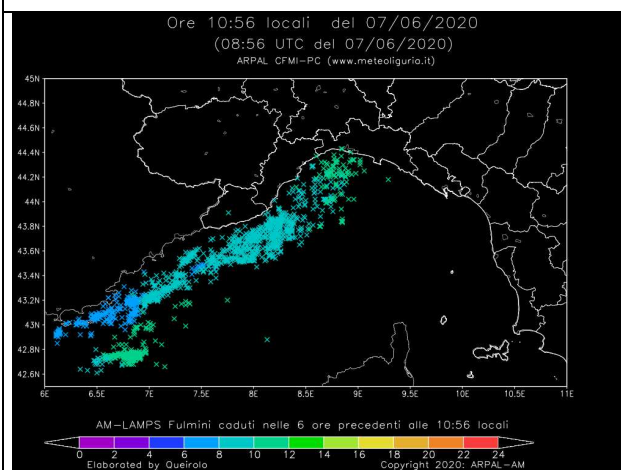 Ore 10:56 locali del 07/06/2020
(08:56 UTC del 07/06/2020)
ARPAL CFMI-PC (www.meteoliguria.it)
45N
44.8N
44.6N
44.4N
44.2N
44N
43.8N
43.6N
43.4N
43.2N
43N
42.8N
42.6N
6E 6.5E 7E 7.5E 8E 8.5E 9E 9.5E 10E 10.5E 11E
AM-LAMPS Fulmini caduti nelle 6 ore precedenti alle 10:56 locali
0 2 4 6 8 10 12 14 16 18 20 22 24
Elaborated by Queirolo Copyright 2020: ARPAL-AM